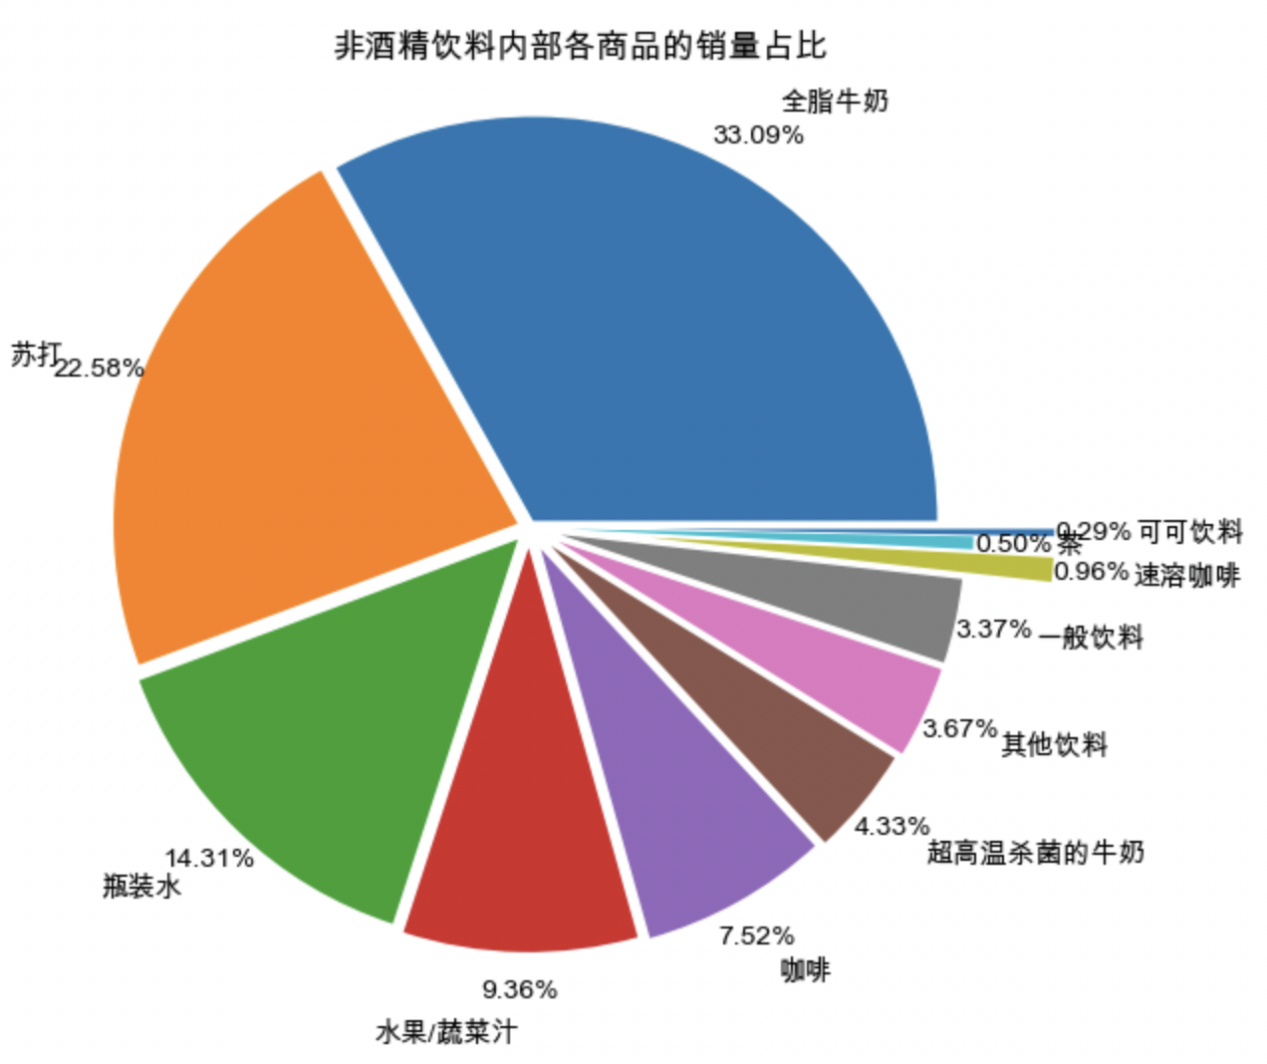 非酒精饮料内部各商品的销量占比
全脂牛奶
33.09%
苏打
22.58%
0.29% 可可饮料
0.50% 茶
0.96% 速溶咖啡
3.37% 一般饮料
3.67% 其他饮料
4.33%
超高温杀菌的牛奶
14.31%
瓶装水
7.52%
咖啡
9.36%
水果/蔬菜汁